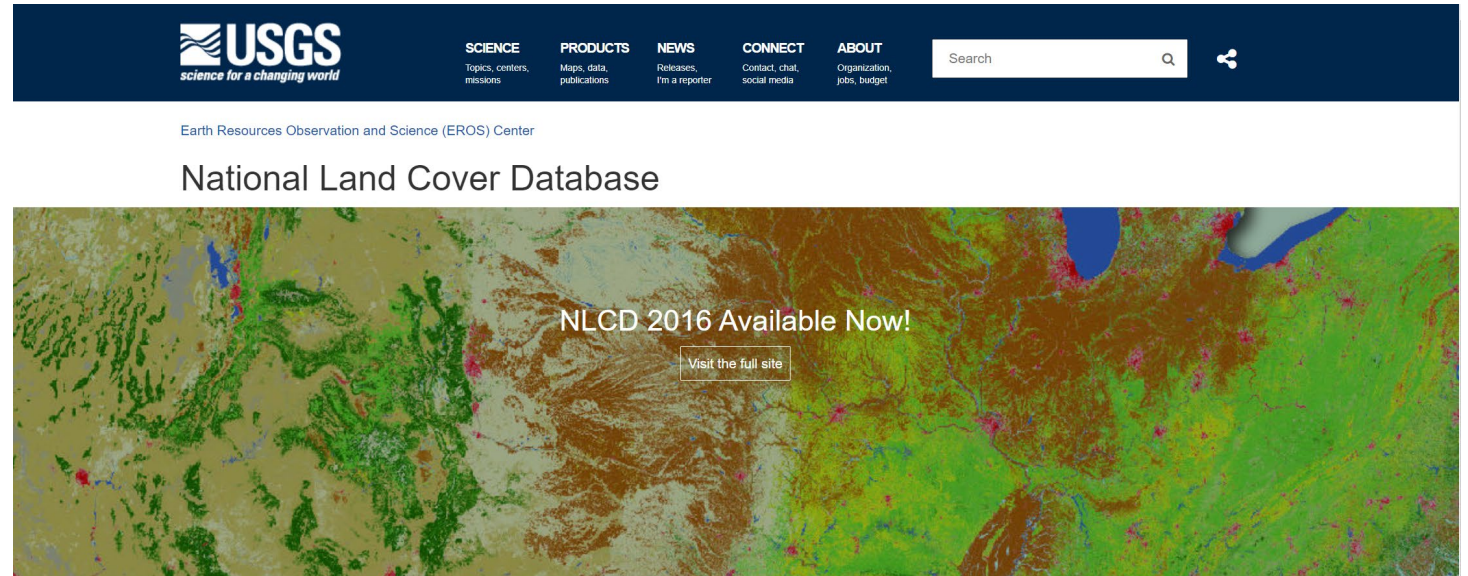 USGS
science for a changing world
SCIENCE
Topics, centers,
missions
PRODUCTS
Maps, data,
publications
NEWS
Releases,
I'm a reporter
CONNECT
Contact, chat,
social media
ABOUT
Organization,
jobs, budget
Search
Earth Resources Observation and Science (EROS) Center
National Land Cover Database
NLCD 2016 Available Now!
Visit the full site